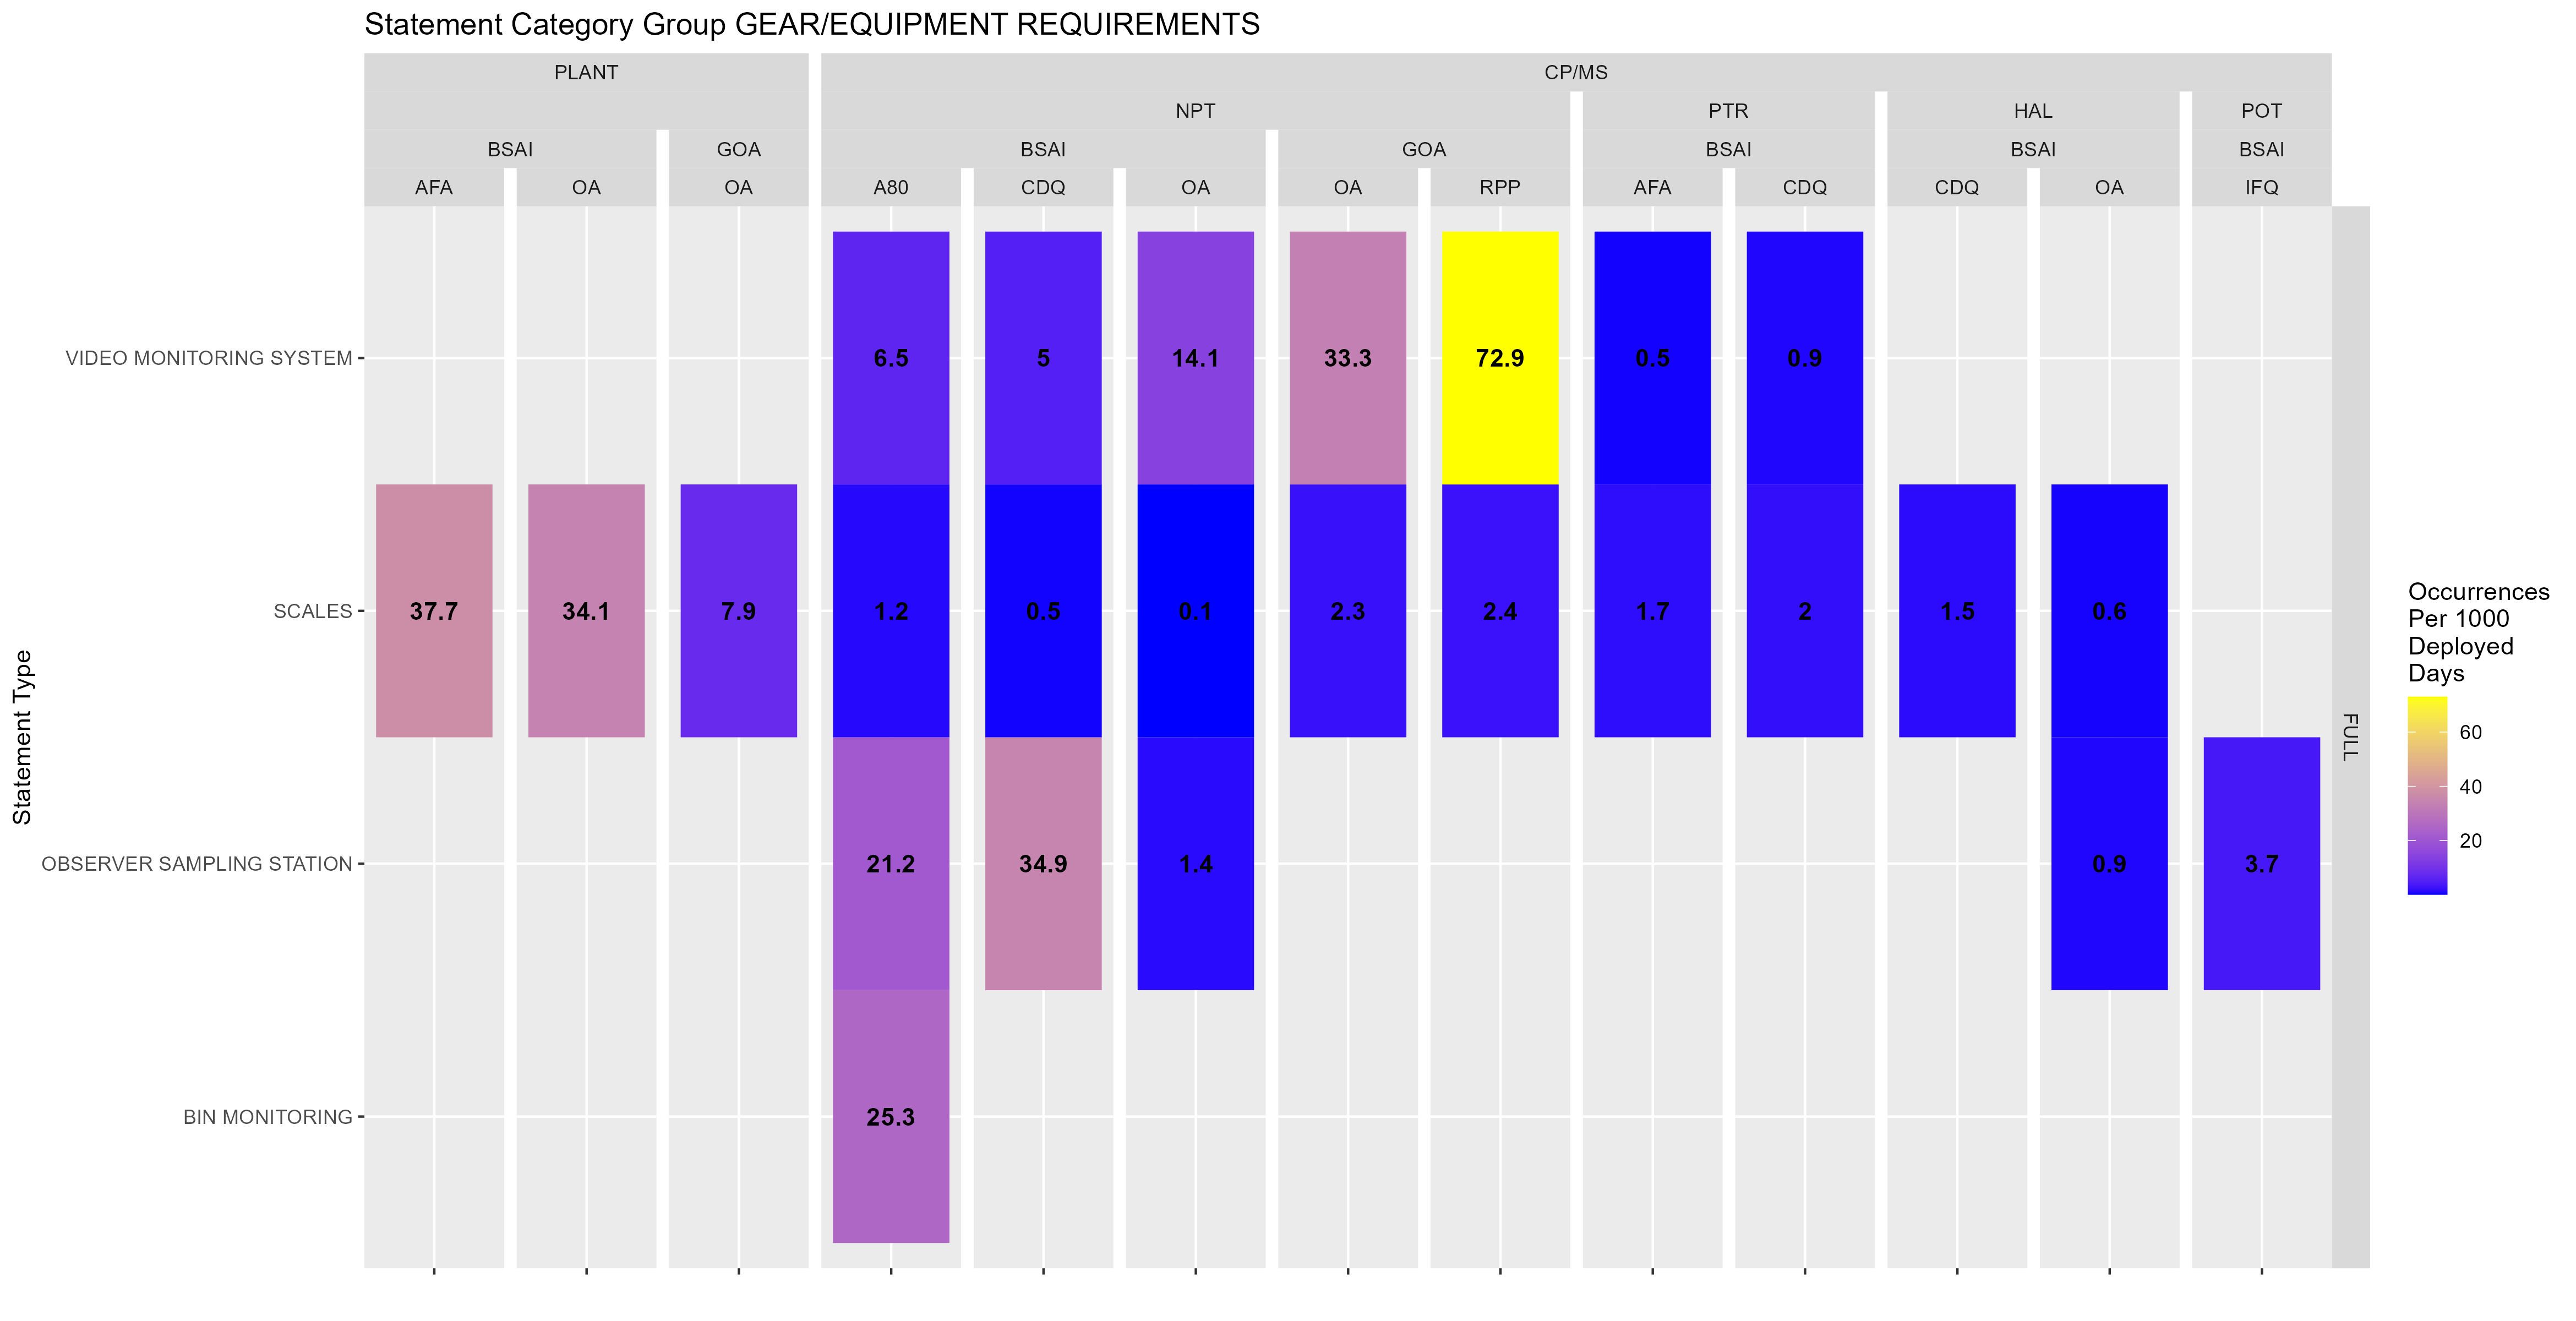 Statement Category Group GEAR/EQUIPMENT REQUIREMENTS
PLANT CP/MS
NPT PTR HAL POT
BSAI GOA BSAI GOA BSAI BSAI BSAI
AFA OA OA A80 CDQ OA OA RPP AFA CDQ CDQ OA IFQ
VIDEO MONITORING SYSTEM 6.5 5 14.1 33.3 72.9 0.5 0.9
SCALES 37.7 34.1 7.9 1.2 0.5 0.1 2.3 2.4 1.7 2 1.5 0.6
OBSERVER SAMPLING STATION 21.2 34.9 1.4 0.9 3.7
BIN MONITORING 25.3
Statement Type
FULL
Occurrences
Per 1000
Deployed
Days
60
40
20